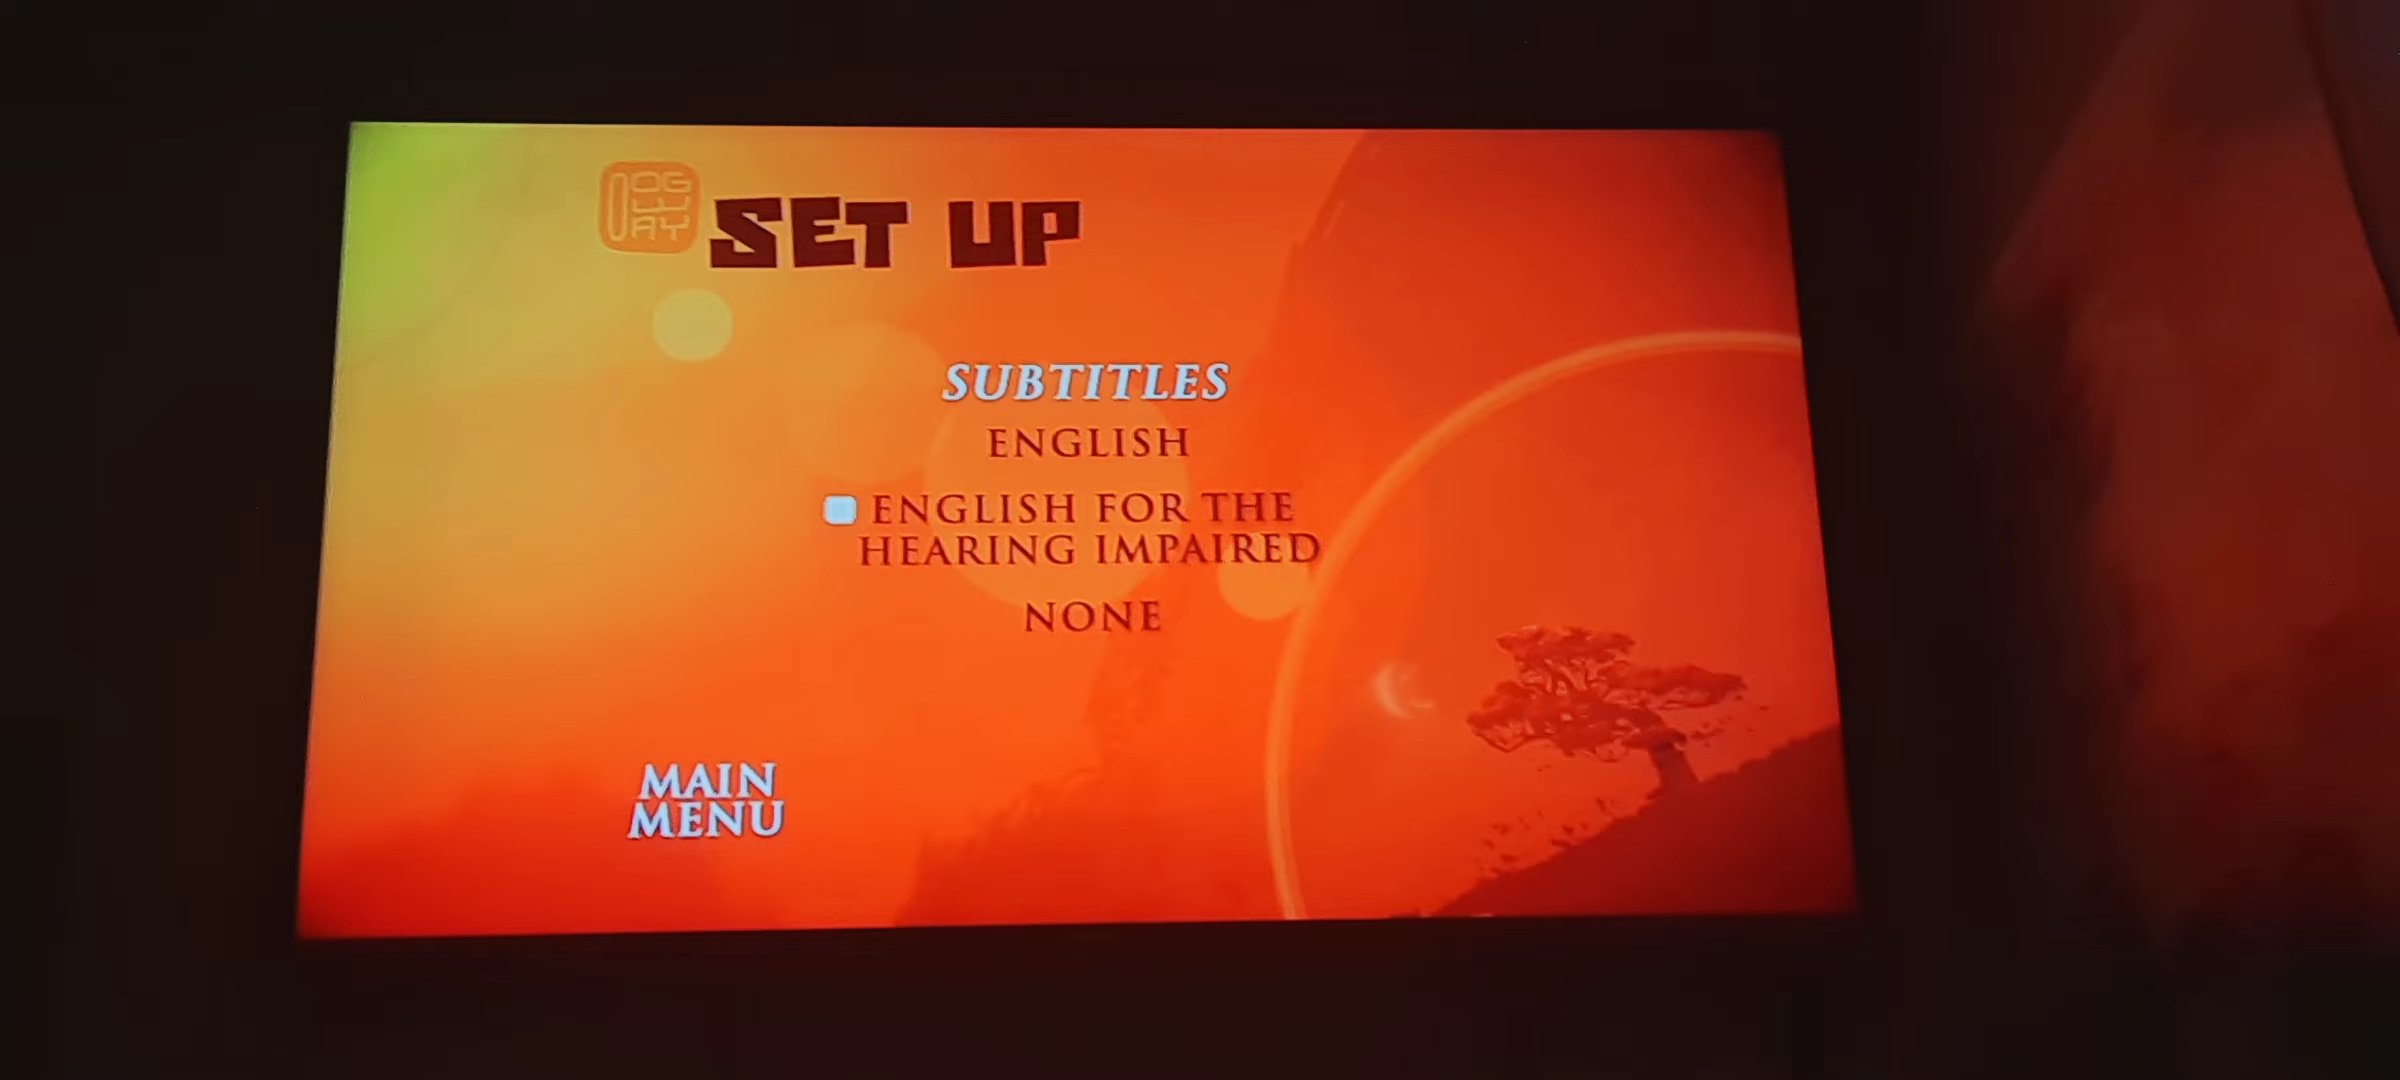 OOGWAY
SET UP
SUBTITLES
ENGLISH
ENGLISH FOR THE
HEARING IMPAIRED
NONE
MAIN
MENU